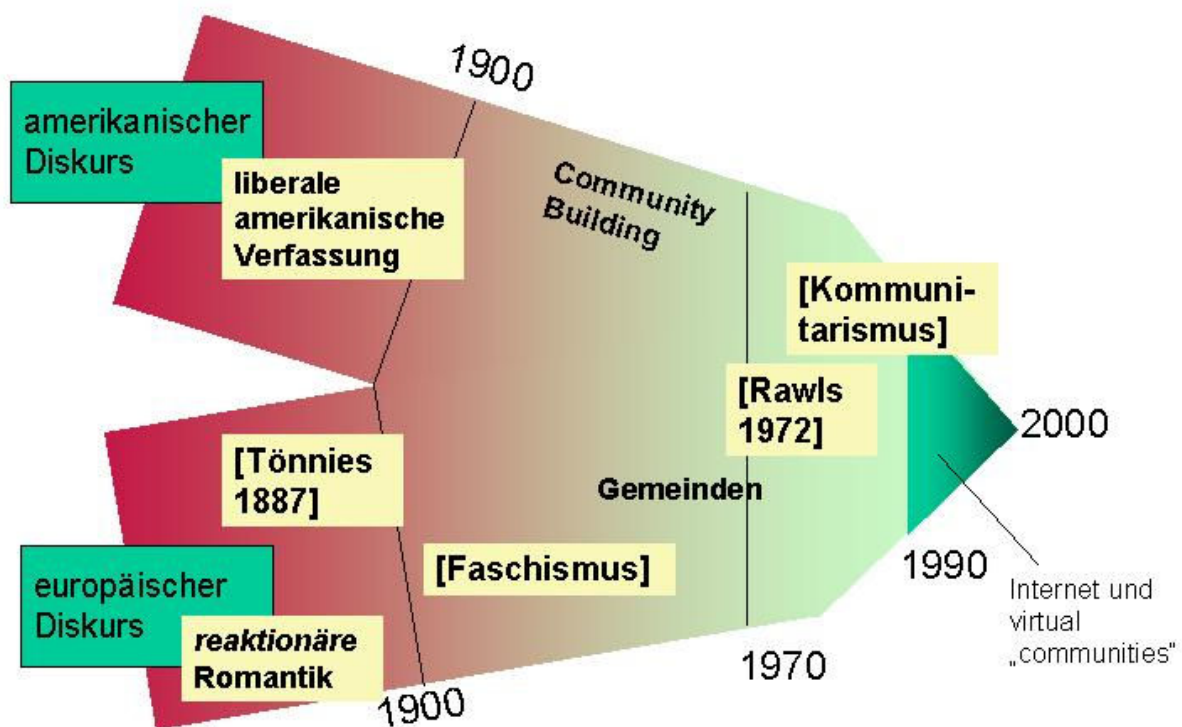 1900
amerikanischer
Diskurs
liberale
amerikanische
Verfassung
Community
Building
[Kommuni-
tarismus]
[Rawls
1972]
2000
[Tönnies
1887]
Gemeinden
[Faschismus]
1990
europäischer
Diskurs
reaktionäre
Romantik
1900
1970
Internet und
virtual
„communities“